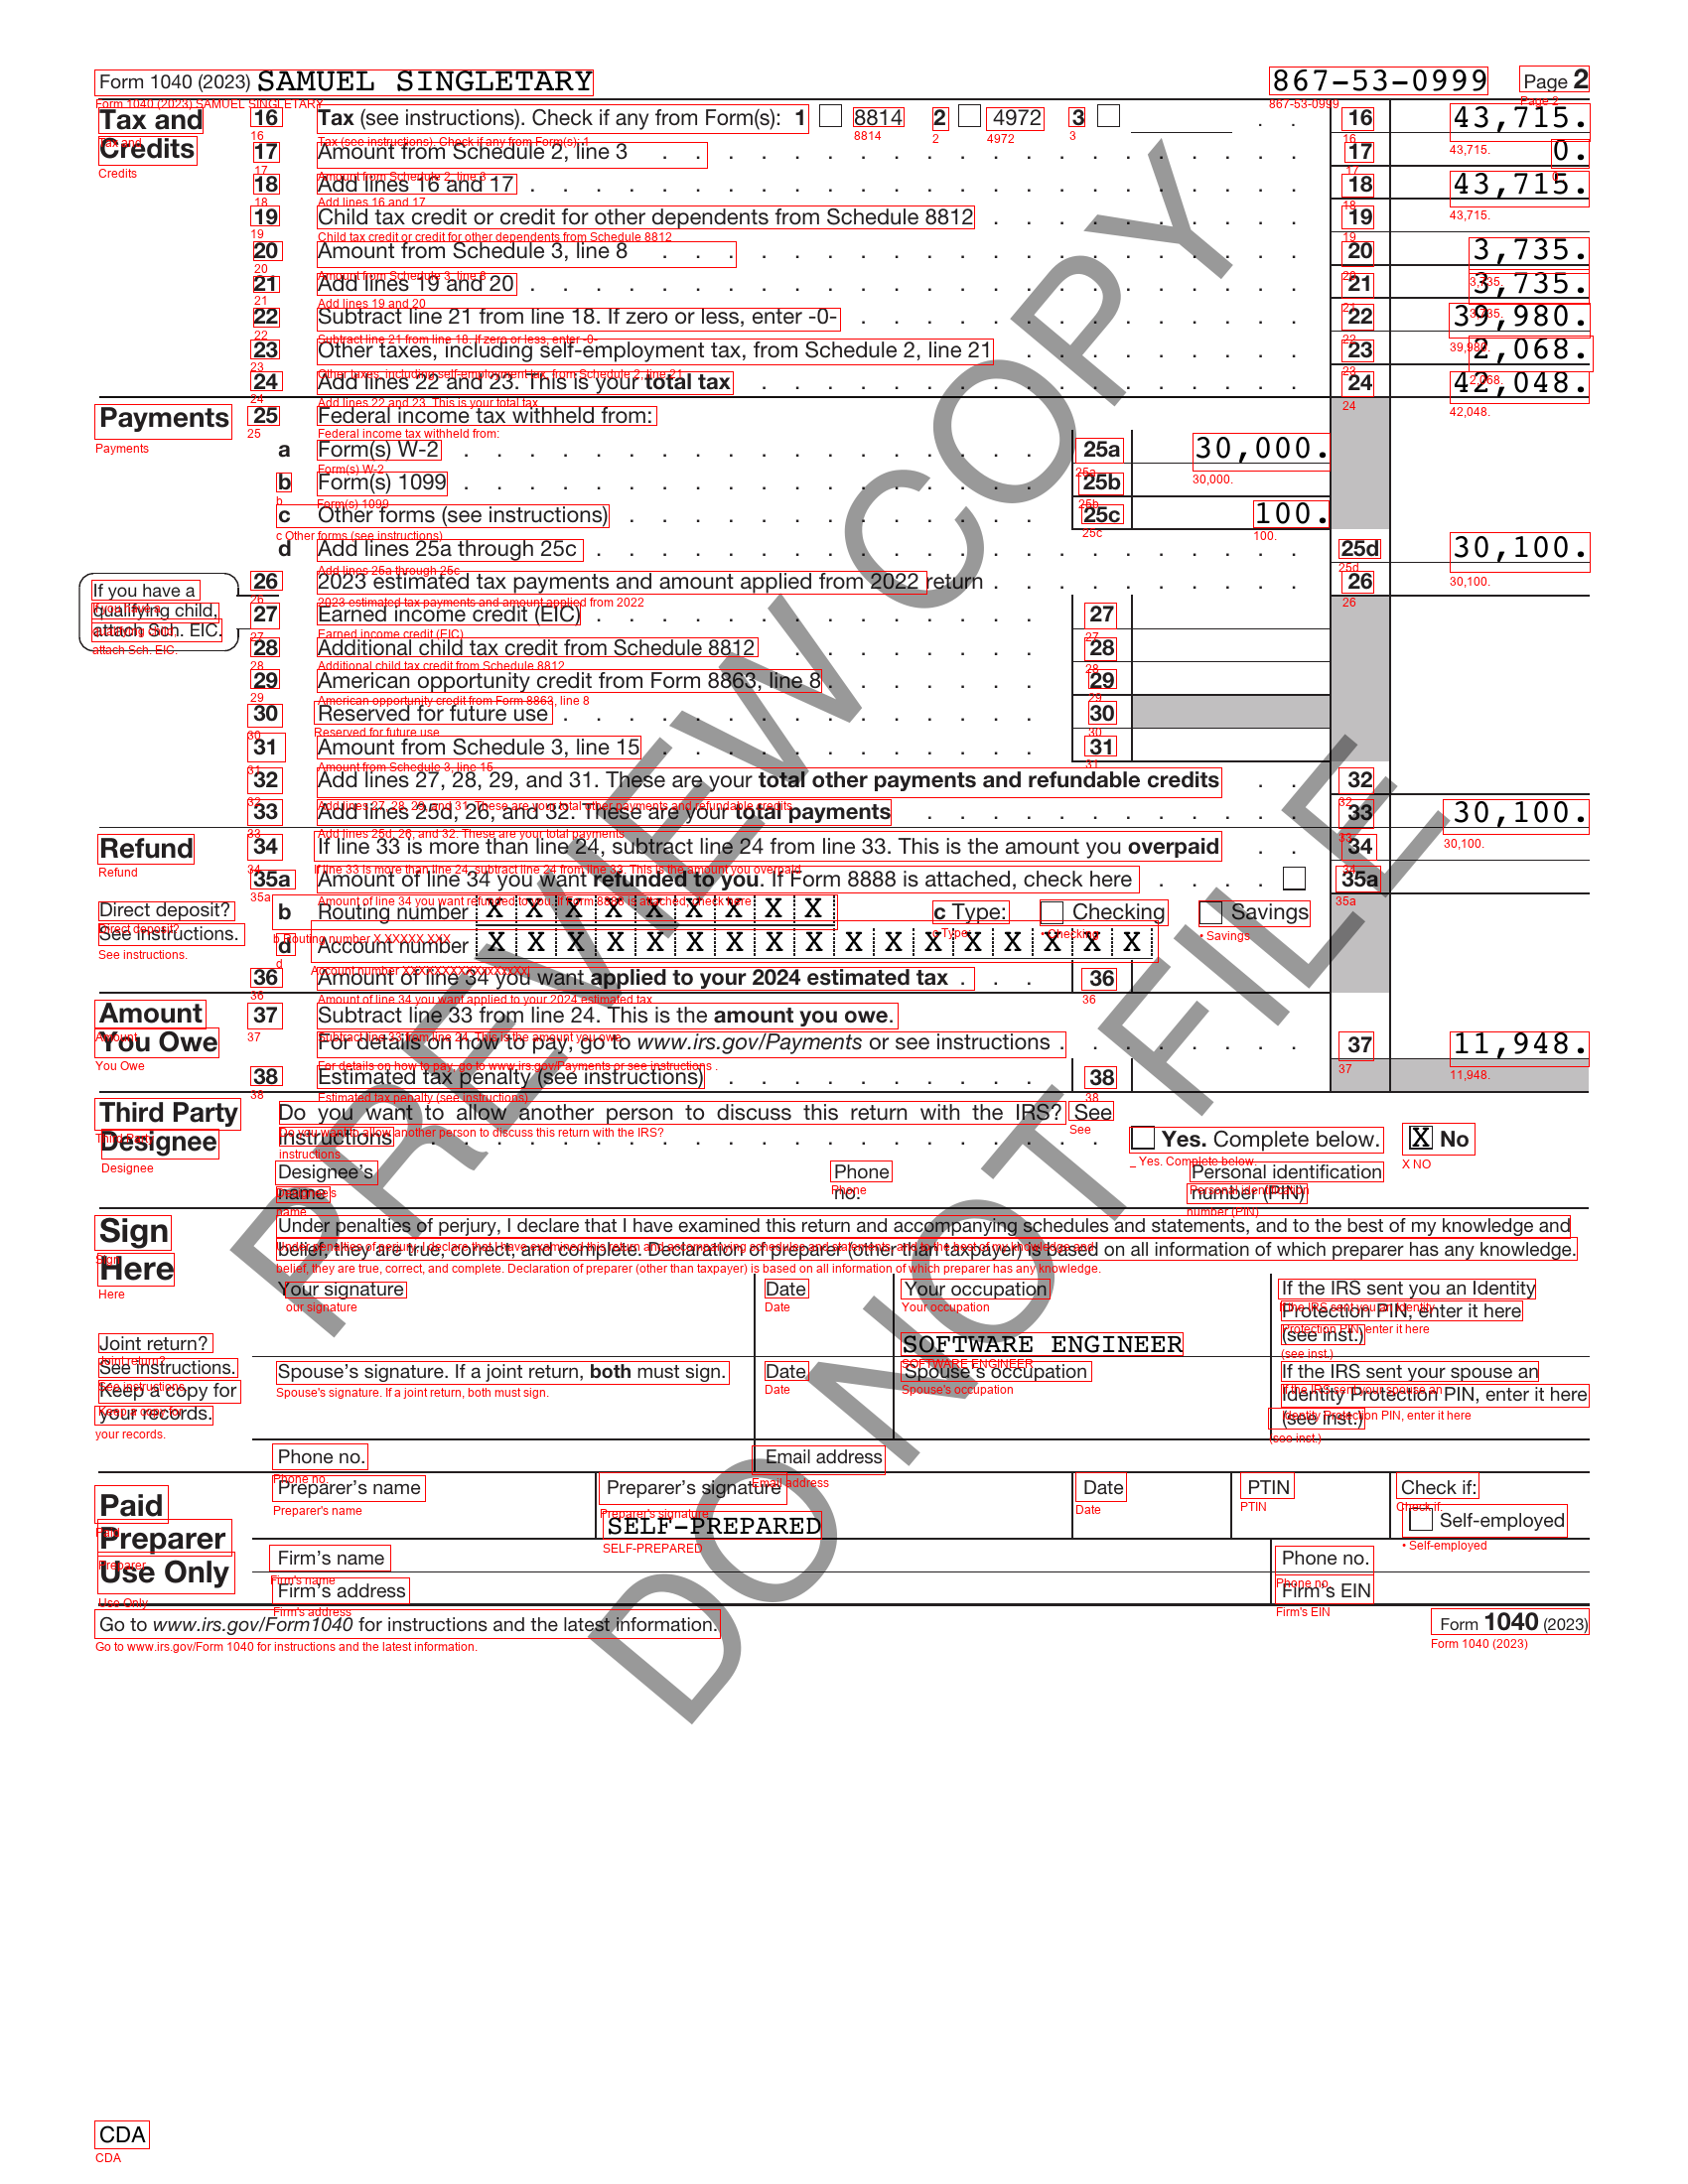 Form 1040 (2023) SAMUEL SINGLETARY 867-53-0999 Page 2
Tax and Credits
16 Tax (see instructions). Check if any from Form(s): 1 8814 2 4972 3 16 43,715.
17 Amount from Schedule 2, line 3 17 0.
18 Add lines 16 and 17 18 43,715.
19 Child tax credit or credit for other dependents from Schedule 8812 19
20 Amount from Schedule 3, line 8 20 3,735.
21 Add lines 19 and 20 21 3,735.
22 Subtract line 21 from line 18. If zero or less, enter -0- 22 39,980.
23 Other taxes, including self-employment tax, from Schedule 2, line 21 23 2,068.
24 Add lines 22 and 23. This is your total tax 24 42,048.
Payments 25 Federal income tax withheld from:
a Form(s) W-2 25a 30,000.
b Form(s) 1099 25b
c Other forms (see instructions) 25c 100.
d Add lines 25a through 25c 25d 30,100.
If you have a qualifying child, attach Sch. EIC.
26 2023 estimated tax payments and amount applied from 2022 return 26
27 Earned income credit (EIC) 27
28 Additional child tax credit from Schedule 8812 28
29 American opportunity credit from Form 8863, line 8 29
30 Reserved for future use 30
31 Amount from Schedule 3, line 15 31
32 Add lines 27, 28, 29, and 31. These are your total other payments and refundable credits 32
33 Add lines 25d, 26, and 32. These are your total payments 33 30,100.
Refund 34 If line 33 is more than line 24, subtract line 24 from line 33. This is the amount you overpaid 34
35a Amount of line 34 you want refunded to you. If Form 8888 is attached, check here 35a
Direct deposit? See instructions.
b Routing number X X X X X X X X X c Type: Checking Savings
d Account number X X X X X X X X X X X X X X X X X
36 Amount of line 34 you want applied to your 2024 estimated tax 36
Amount You Owe
37 Subtract line 33 from line 24. This is the amount you owe.
For details on how to pay, go to www.irs.gov/Payments or see instructions 37 11,948.
38 Estimated tax penalty (see instructions) 38
Third Party Designee
Do you want to allow another person to discuss this return with the IRS? See
instructions Yes. Complete below. X No
Designee's name Phone no. Personal identification number (PIN)
Sign Here
Under penalties of perjury, I declare that I have examined this return and accompanying schedules and statements, and to the best of my knowledge and
belief, they are true, correct, and complete. Declaration of preparer (other than taxpayer) is based on all information of which preparer has any knowledge.
Joint return? See instructions. Keep a copy for your records.
Your signature Date Your occupation If the IRS sent you an Identity Protection PIN, enter it here (see inst.)
SOFTWARE ENGINEER
Spouse's signature. If a joint return, both must sign. Date Spouse's occupation If the IRS sent your spouse an Identity Protection PIN, enter it here (see inst.)
Phone no. Email address
Paid Preparer Use Only
Preparer's name Preparer's signature Date PTIN Check if:
SELF-PREPARED Self-employed
Firm's name Phone no.
Firm's address Firm's EIN
Go to www.irs.gov/Form1040 for instructions and the latest information. Form 1040 (2023)
PREVIEW COPY
DO NOT FILE
CDA